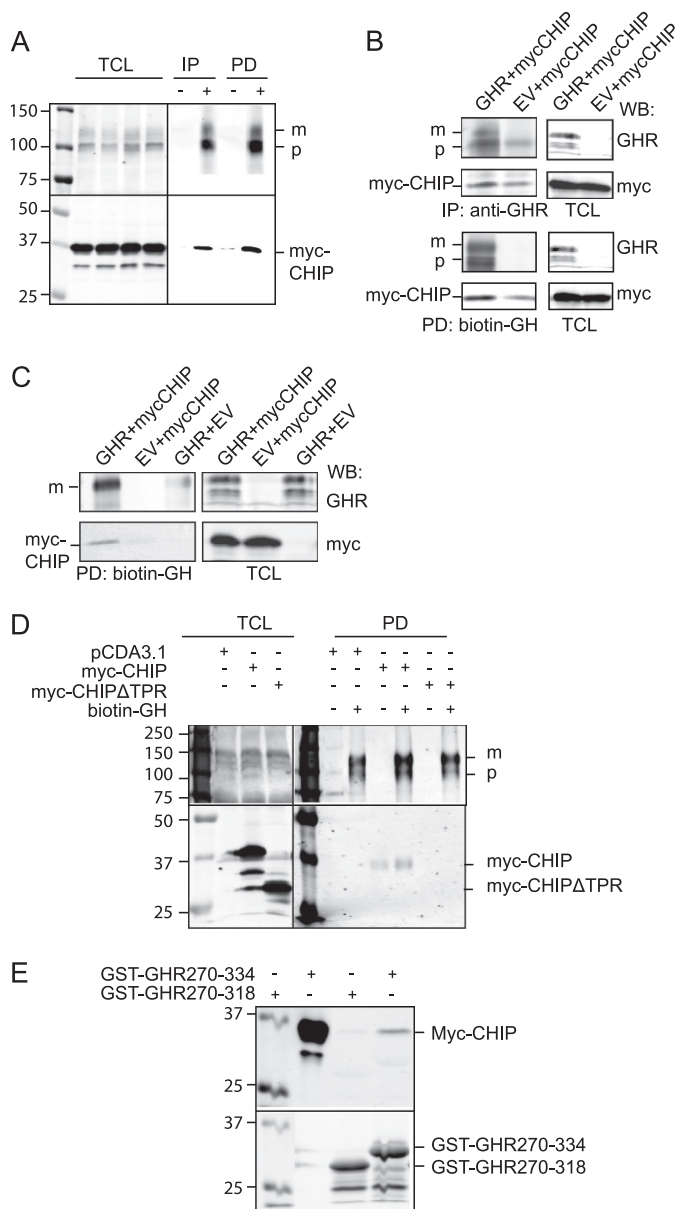 A
TCL IP PD
- + - +
150
100
75
50
37
25
m
p
myc-
CHIP
B
GHR+mycCHIP
EV+mycCHIP
GHR+mycCHIP
EV+mycCHIP
WB:
m
p
GHR
myc-CHIP
myc
IP: anti-GHR TCL
m
p
GHR
myc-CHIP
myc
PD: biotin-GH TCL
C
GHR+mycCHIP
EV+mycCHIP
GHR+EV
GHR+mycCHIP
EV+mycCHIP
GHR+EV
WB:
m
GHR
myc-
CHIP
myc
PD: biotin-GH TCL
D
TCL PD
pCDA3.1 + - - + + - - - -
myc-CHIP - + - - - + + - -
myc-CHIPΔTPR - - + - - - - + +
biotin-GH - - - - + - + - +
250
150
100
75
50
37
25
m
p
myc-CHIP
myc-CHIPΔTPR
E
GST-GHR270-334 - + - +
GST-GHR270-318 + - + -
37
25
Myc-CHIP
37
25
GST-GHR270-334
GST-GHR270-318